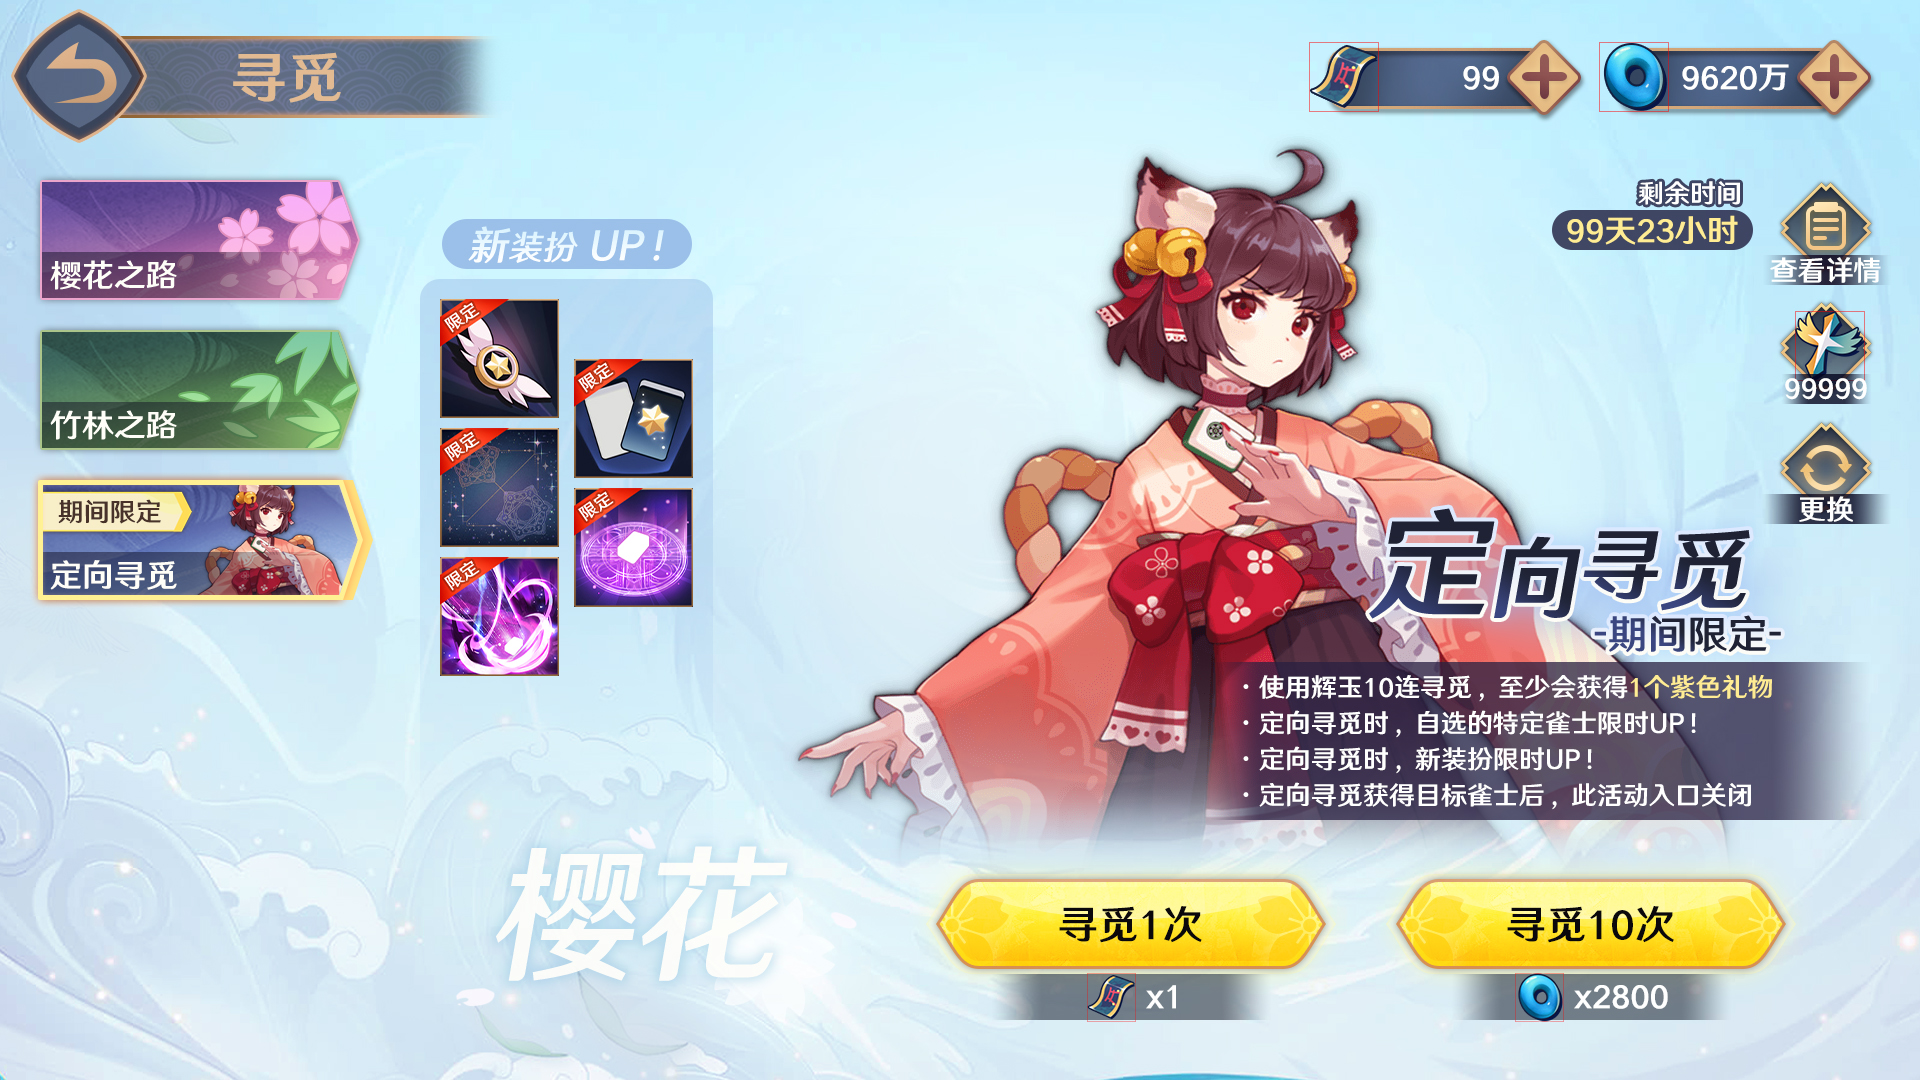 寻觅
99
9620万
剩余时间
99天23小时
查看详情
99999
更换
樱花之路
竹林之路
期间限定
定向寻觅
新装扮 UP!
限定
限定
限定
限定
限定
定向寻觅
-期间限定-
·使用辉玉10连寻觅，至少会获得1个紫色礼物
·定向寻觅时，自选的特定雀士限时UP!
·定向寻觅时，新装扮限时UP!
·定向寻觅获得目标雀士后，此活动入口关闭
樱花
寻觅1次
x1
寻觅10次
x2800